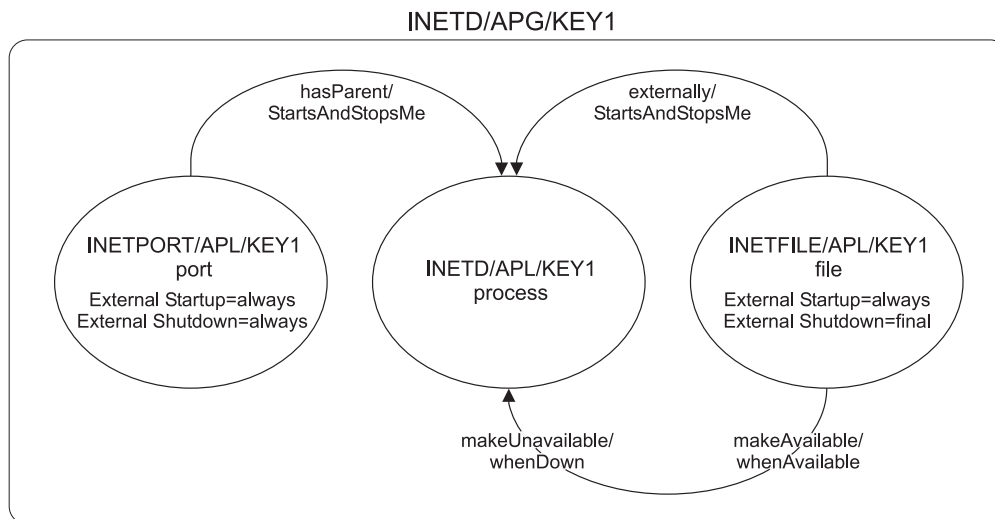 INETD/APG/KEY1
hasParent/
StartsAndStopsMe
externally/
StartsAndStopsMe
INETPORT/APL/KEY1
port
External Startup=always
External Shutdown=always
INETD/APL/KEY1
process
INETFILE/APL/KEY1
file
External Startup=always
External Shutdown=final
makeUnavailable/
whenDown
makeAvailable/
whenAvailable